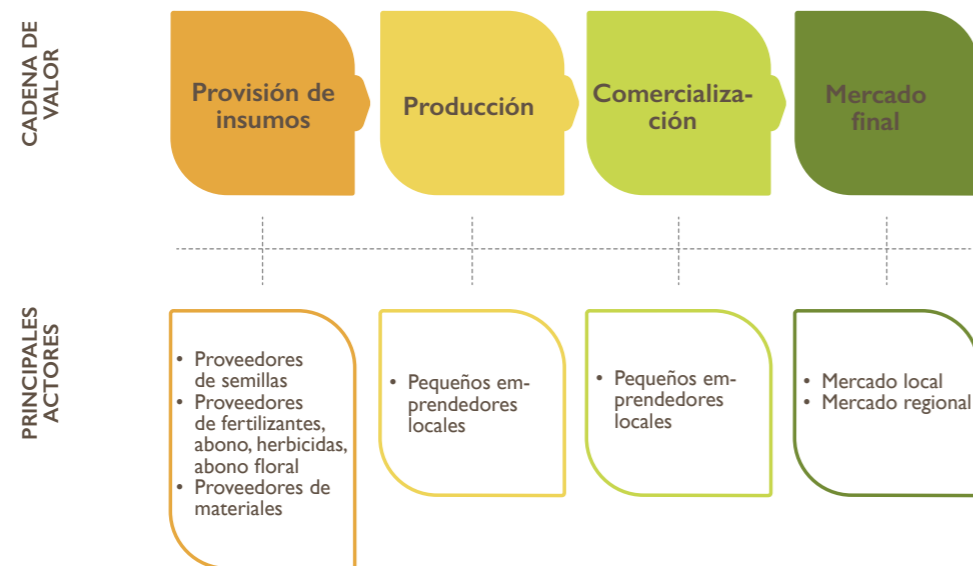 CADENA DE
VALOR
Provisión de
insumos
Producción
Comercializa-
ción
Mercado
final
PRINCIPALES
ACTORES
• Proveedores
de semillas
• Proveedores
de fertilizantes,
abono, herbicidas,
abono floral
• Proveedores de
materiales
• Pequeños em-
prendedores
locales
• Pequeños em-
prendedores
locales
• Mercado local
• Mercado regional